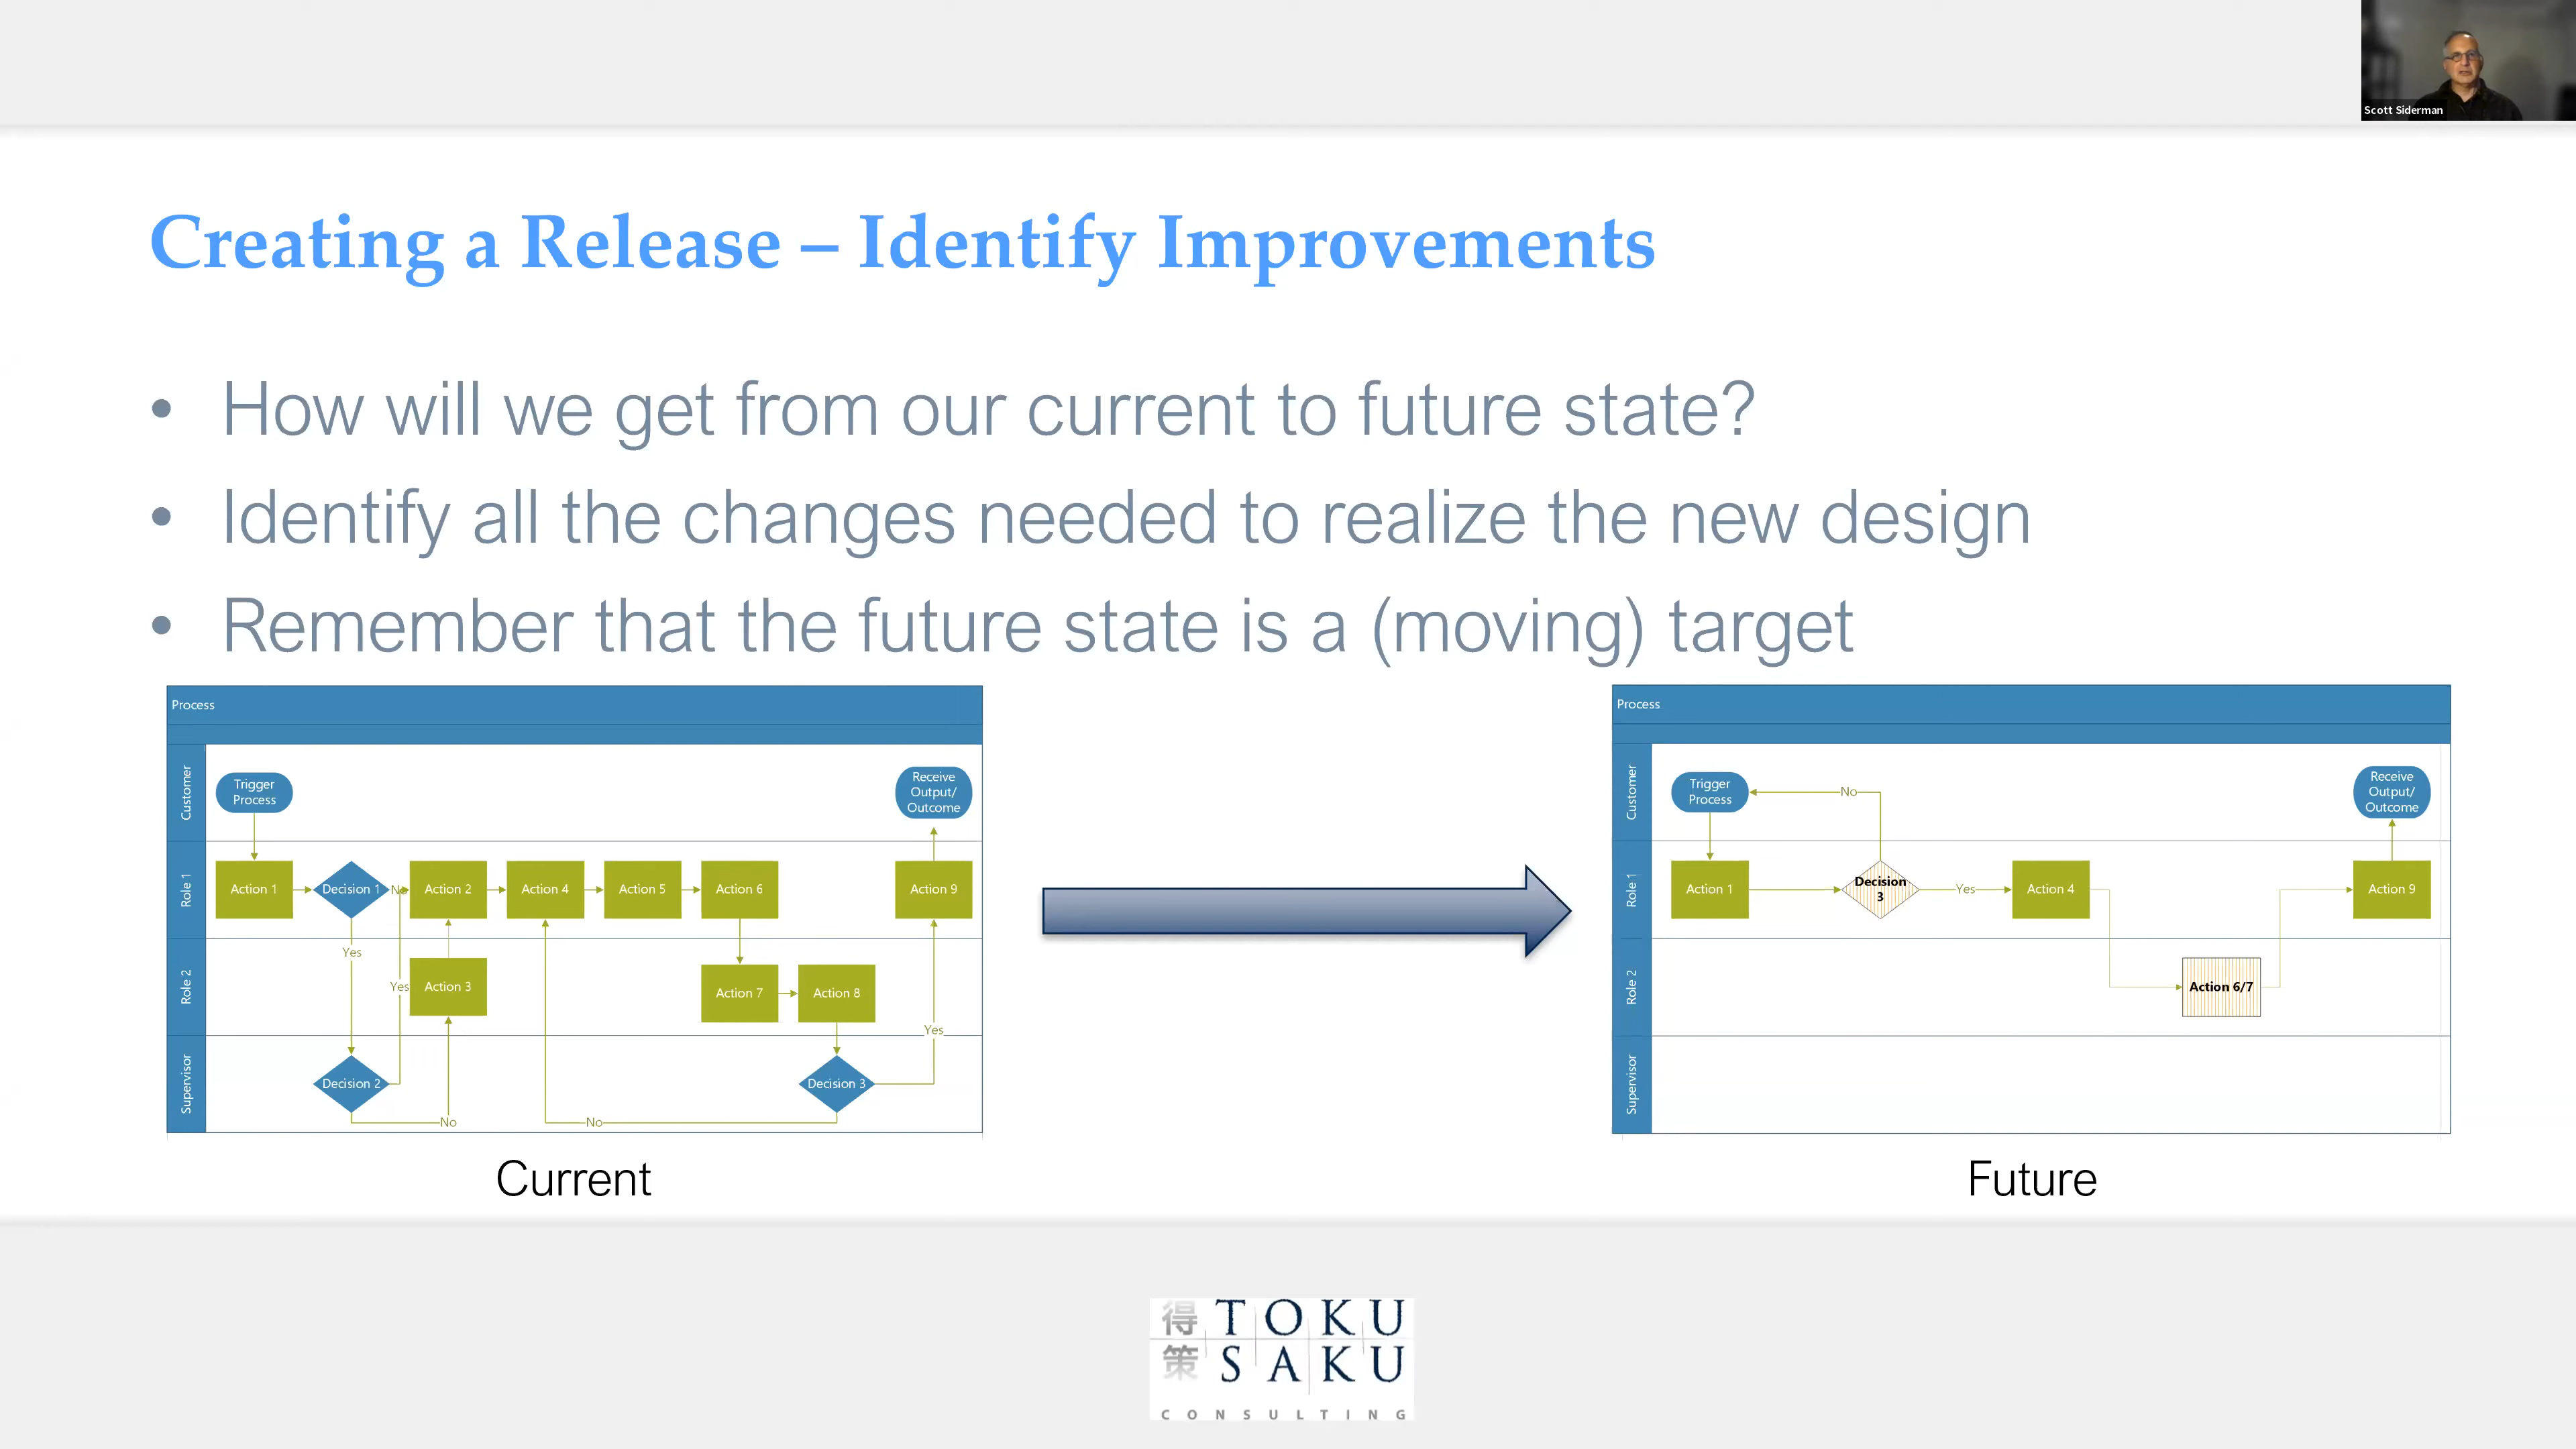 Scott Siderman
Creating a Release – Identify Improvements
• How will we get from our current to future state?
• Identify all the changes needed to realize the new design
• Remember that the future state is a (moving) target
Process
Customer
Trigger
Process
Receive
Output/
Outcome
Role 1
Action 1
Decision 1
No
Action 2
Action 4
Action 5
Action 6
Action 9
Yes
Role 2
Yes
Action 3
Action 7
Action 8
Yes
Supervisor
Decision 2
Decision 3
No
No
Current
Process
Customer
Trigger
Process
No
Receive
Output/
Outcome
Role 1
Action 1
Decision
3
Yes
Action 4
Action 9
Role 2
Action 6/7
Supervisor
Future
得 TOKU
策 SAKU
CONSULTING